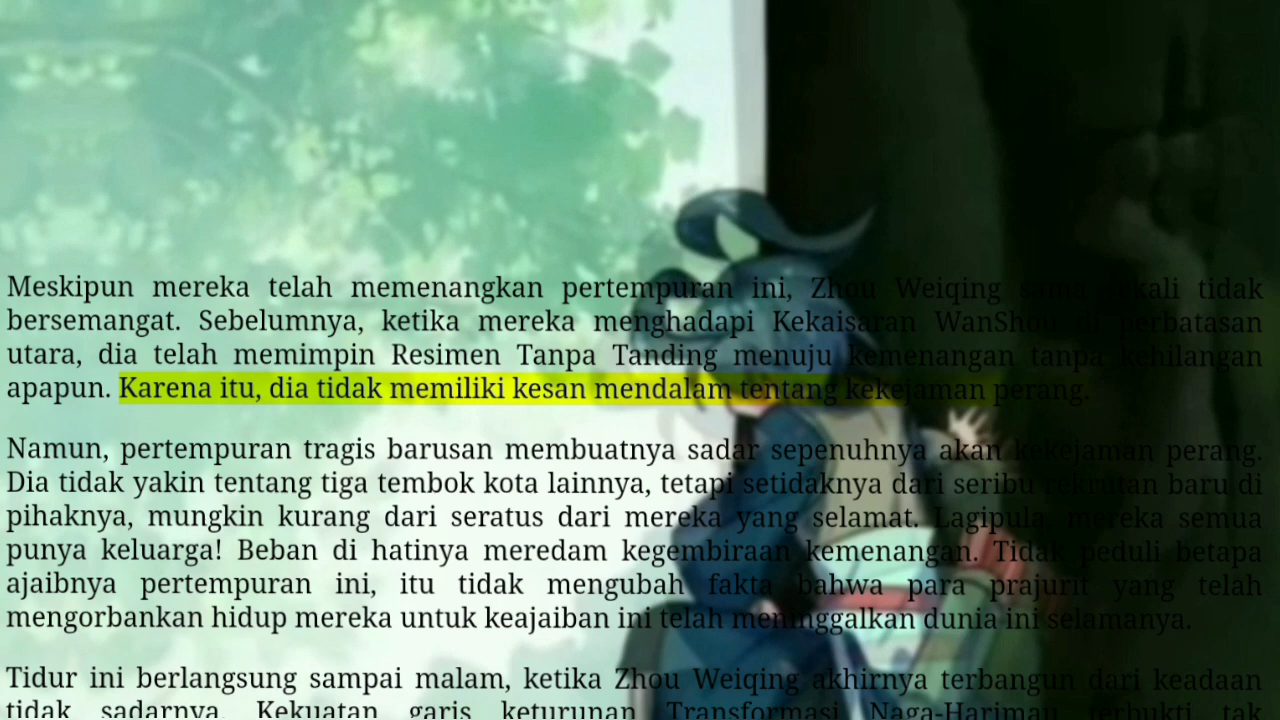 Meskipun mereka telah memenangkan pertempuran ini, Zhou Weiqing sama sekali tidak
bersemangat. Sebelumnya, ketika mereka menghadapi Kekaisaran WanShou di perbatasan
utara, dia telah memimpin Resimen Tanpa Tanding menuju kemenangan tanpa kehilangan
apapun. Karena itu, dia tidak memiliki kesan mendalam tentang kekejaman perang.
Namun, pertempuran tragis barusan membuatnya sadar sepenuhnya akan kekejaman perang.
Dia tidak yakin tentang tiga tembok kota lainnya, tetapi setidaknya dari seribu rekrutan baru di
pihaknya, mungkin kurang dari seratus dari mereka yang selamat. Lagipula, mereka semua
punya keluarga! Beban di hatinya meredam kegembiraan kemenangan. Tidak peduli betapa
ajaibnya pertempuran ini, itu tidak mengubah fakta bahwa para prajurit yang telah
mengorbankan hidup mereka untuk keajaiban ini telah meninggalkan dunia ini selamanya.
Tidur ini berlangsung sampai malam, ketika Zhou Weiqing akhirnya terbangun dari keadaan
tidak sadarnya. Kekuatan garis keturunan Transformasi Naga-Harimau terbukti tak